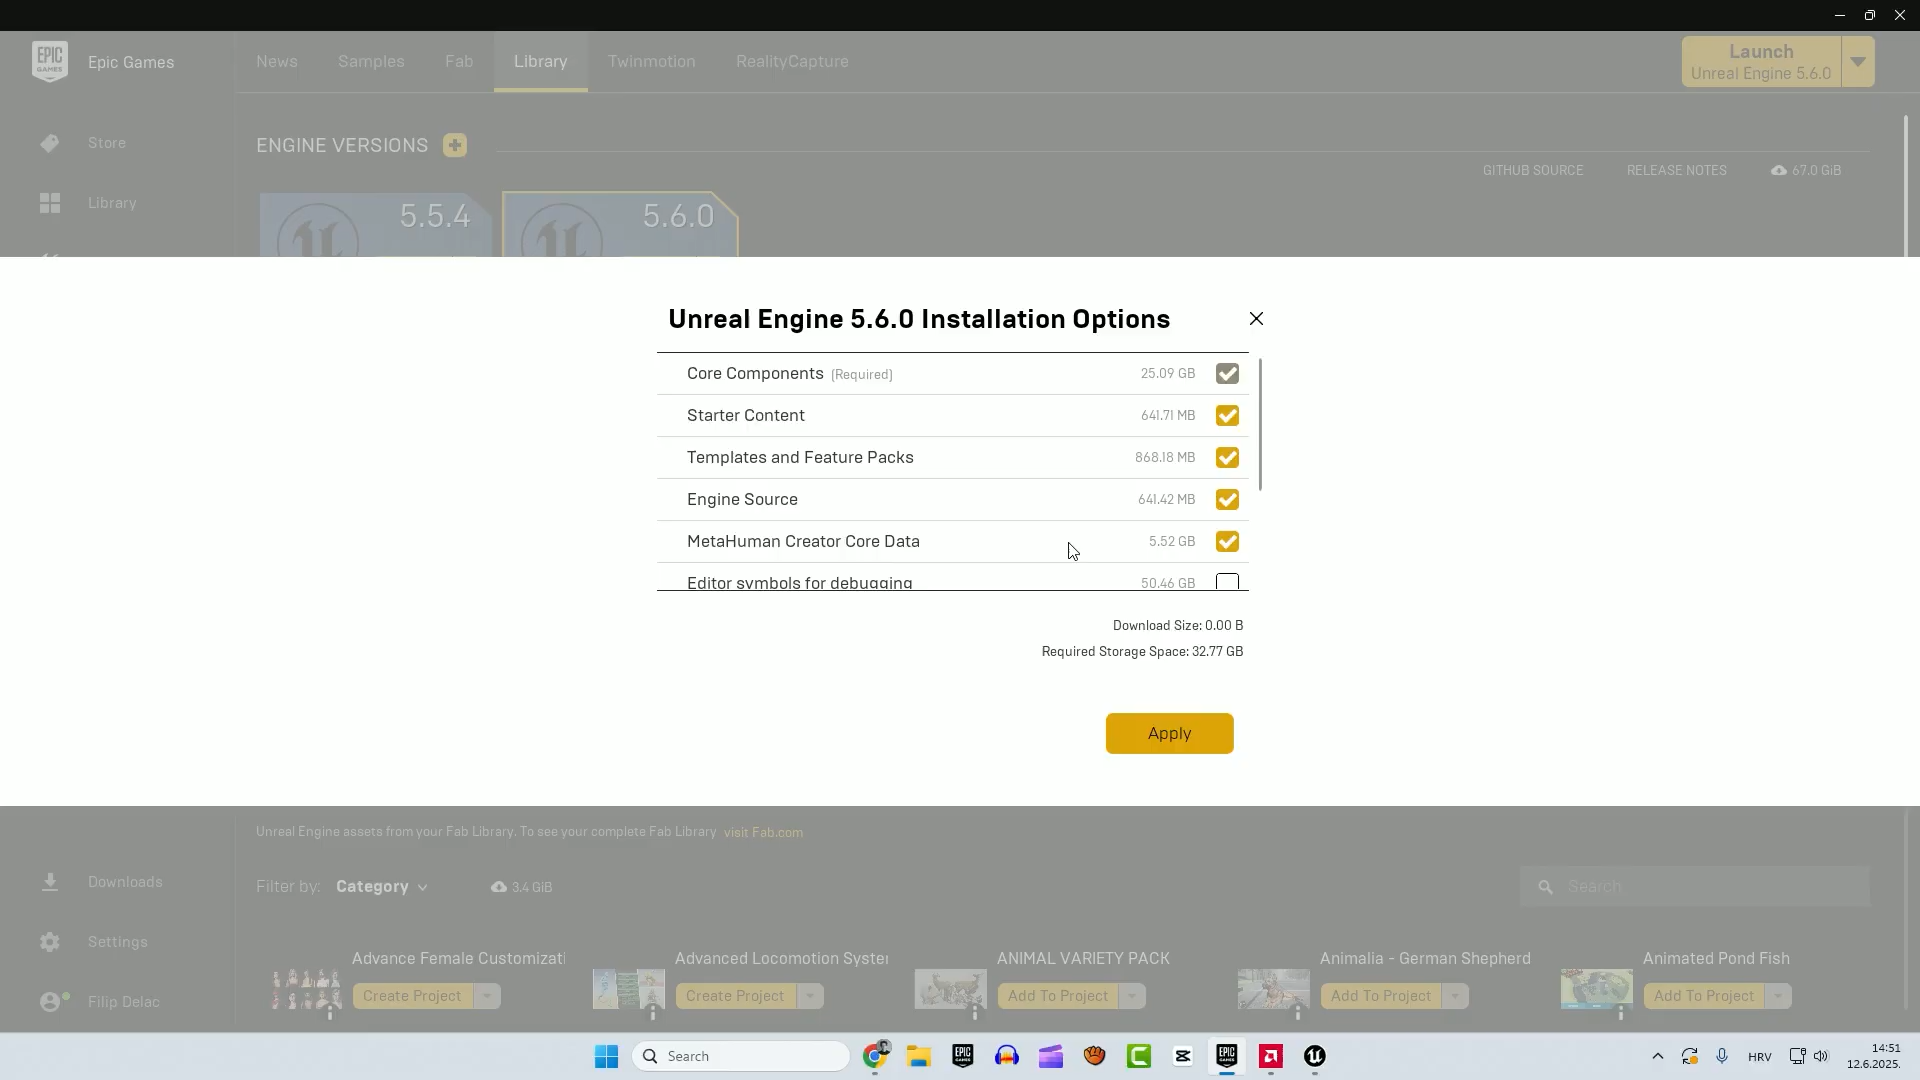 EPIC GAMES
Epic Games
News
Samples
Fab
Library
Twinmotion
RealityCapture
Launch
Unreal Engine 5.6.0
Store
Library
ENGINE VERSIONS
GITHUB SOURCE
RELEASE NOTES
67.0 GiB
5.5.4
5.6.0
Unreal Engine 5.6.0 Installation Options
Core Components (Required) 25.09 GB
Starter Content 641.71 MB
Templates and Feature Packs 868.18 MB
Engine Source 641.42 MB
MetaHuman Creator Core Data 5.52 GB
Editor symbols for debugging 50.46 GB
Download Size: 0.00 B
Required Storage Space: 32.77 GB
Apply
Unreal Engine assets from your Fab Library. To see your complete Fab Library visit Fab.com
Downloads
Filter by: Category
3.4 GiB
Search
Settings
Advance Female Customizati
Advanced Locomotion System
ANIMAL VARIETY PACK
Animalia - German Shepherd
Animated Pond Fish
Create Project
Create Project
Add To Project
Add To Project
Add To Project
Filip Delac
Search
EPIC GAMES
EPIC GAMES
HRV
14:51
12.6.2025.